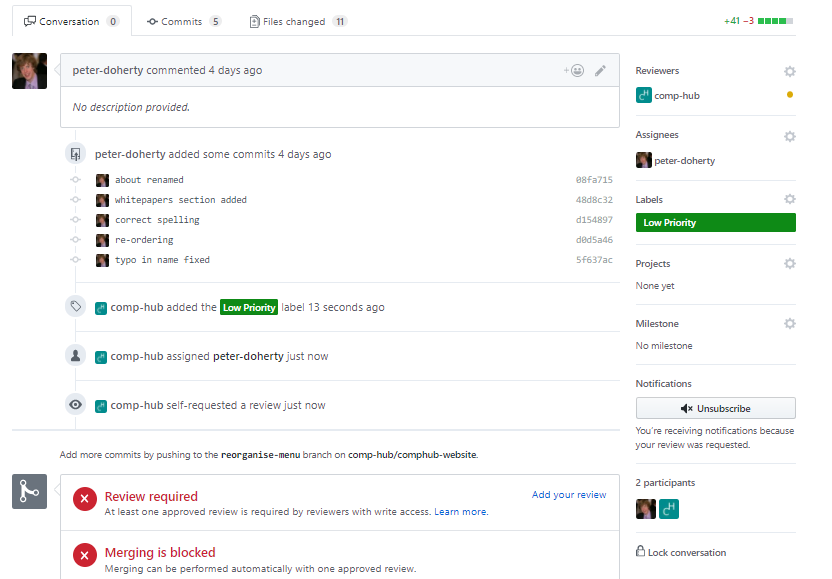 Conversation 0 Commits 5 Files changed 11 +41 −3
peter-doherty commented 4 days ago
No description provided.
peter-doherty added some commits 4 days ago
about renamed 08fa715
whitepapers section added 48d8c32
correct spelling d154897
re-ordering d0d5a46
typo in name fixed 5f637ac
comp-hub added the Low Priority label 13 seconds ago
comp-hub assigned peter-doherty just now
comp-hub self-requested a review just now
Add more commits by pushing to the reorganise-menu branch on comp-hub/comphub-website.
Review required Add your review
At least one approved review is required by reviewers with write access. Learn more.
Merging is blocked
Merging can be performed automatically with one approved review.
Reviewers
comp-hub
Assignees
peter-doherty
Labels
Low Priority
Projects
None yet
Milestone
No milestone
Notifications
Unsubscribe
You're receiving notifications because
your review was requested.
2 participants
Lock conversation